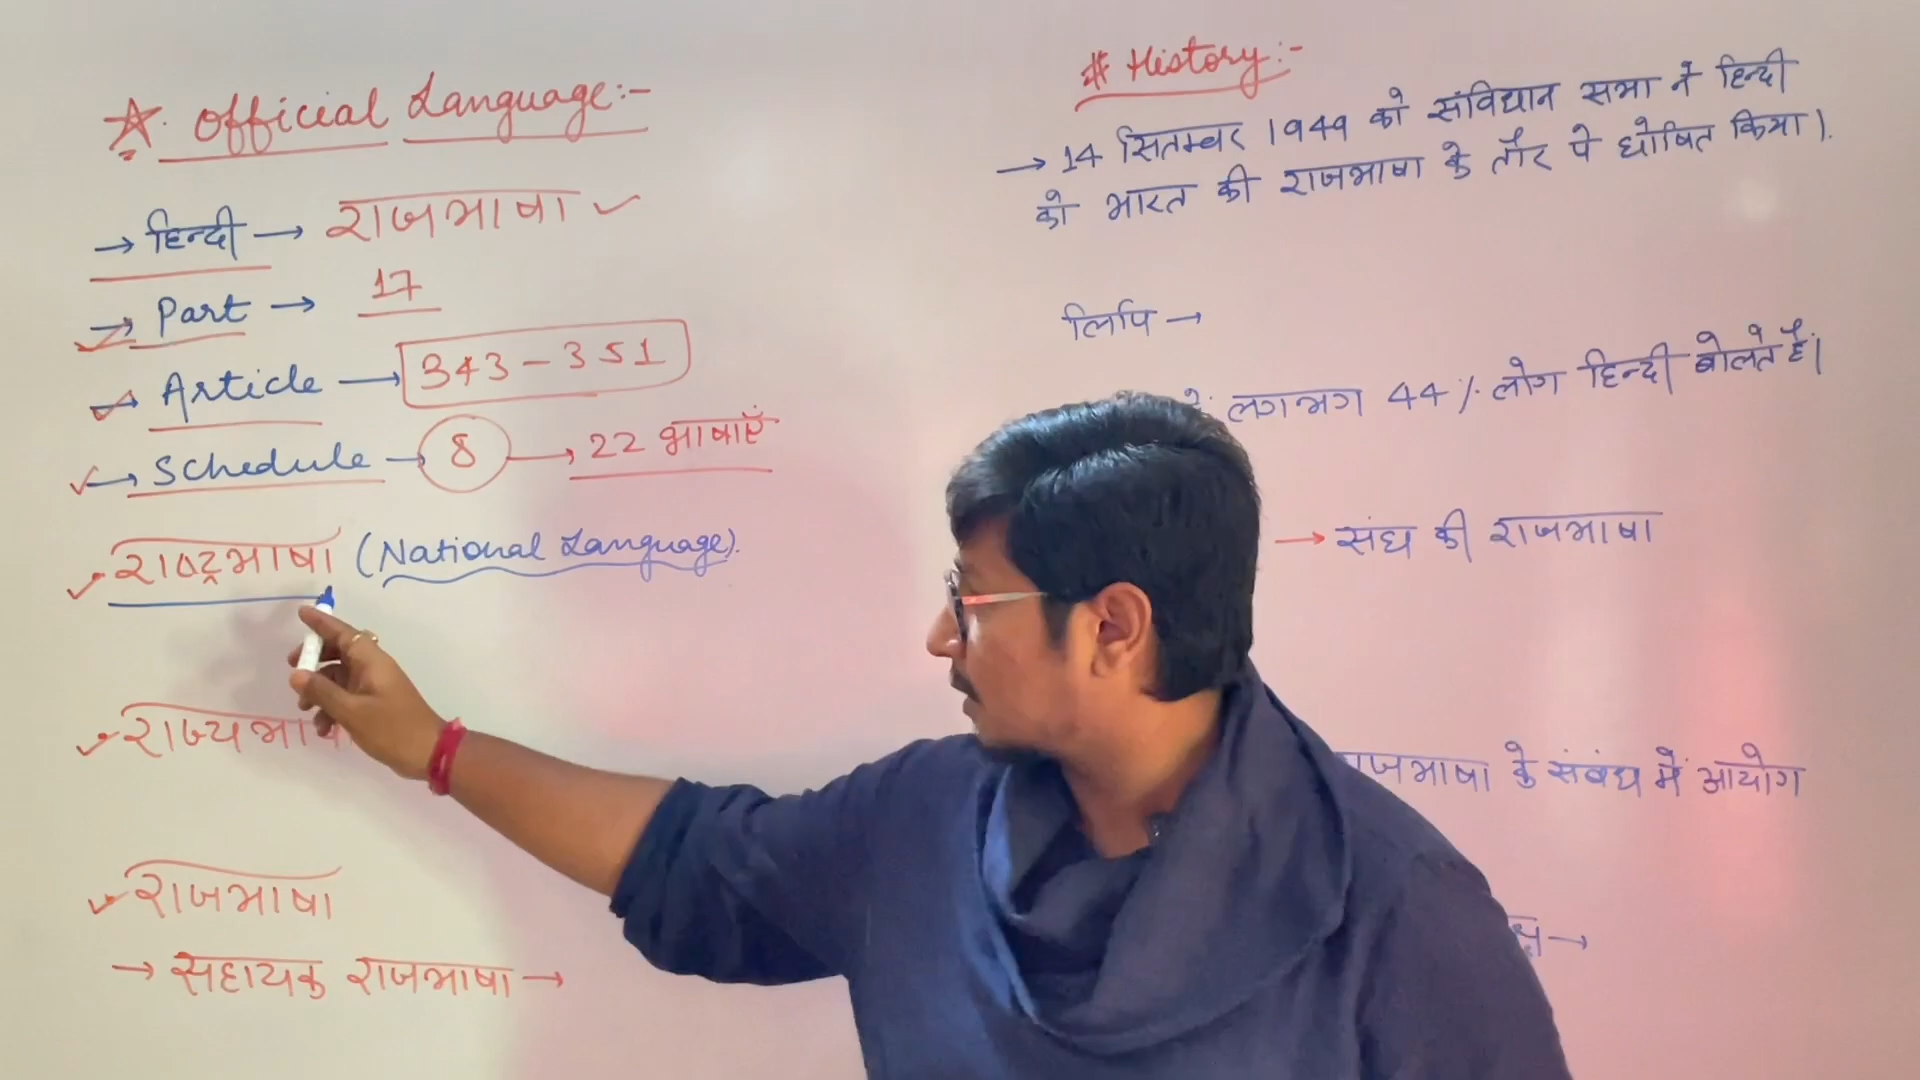 ☆. Official Language:-
→ हिन्दी → राजभाषा ✓
→ Part → 17
→ Article → 343-351
→ Schedule → 8 → 22 भाषाएँ
राष्ट्रभाषा (National Language).
राज्यभाषा
राजभाषा
→ सहायक राजभाषा →
# History:-
→ 14 सितम्बर 1949 को संविधान सभा ने हिन्दी
को भारत की राजभाषा के तौर पे घोषित किया।
लिपि →
लगभग 44% लोग हिन्दी बोलते है।
→ संघ की राजभाषा
राजभाषा के संबंध में आयोग